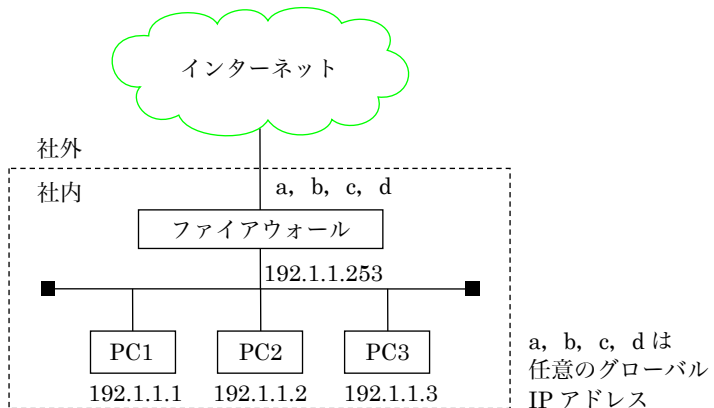 インターネット
社外
社内
a, b, c, d
ファイアウォール
192.1.1.253
PC1
PC2
PC3
192.1.1.1
192.1.1.2
192.1.1.3
a, b, c, d は
任意のグローバル
IP アドレス